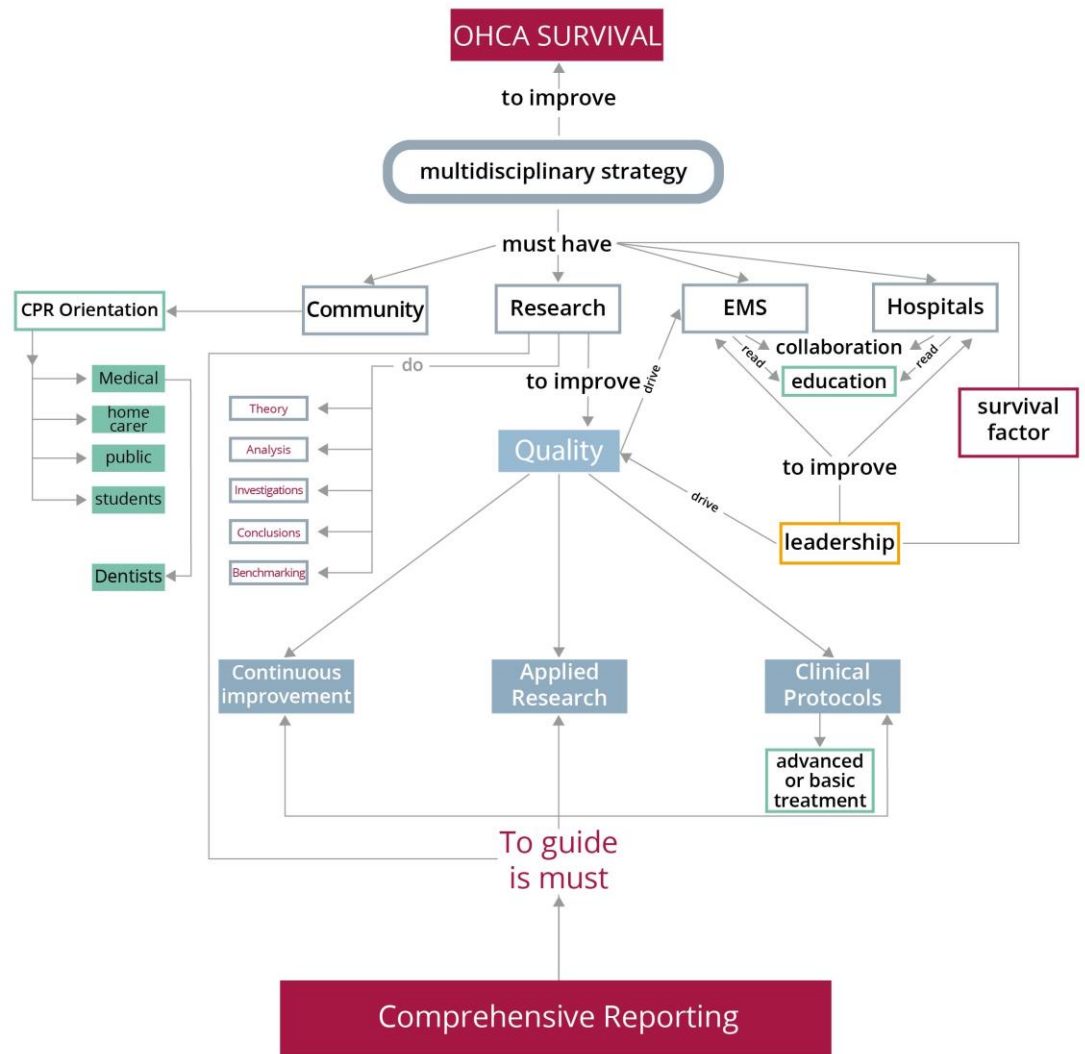 OHCA SURVIVAL
to improve
multidisciplinary strategy
must have
CPR Orientation
Community
Research
EMS
Hospitals
do
to improve
drive
read
collaboration
read
education
Medical
home
carer
public
students
Dentists
Theory
Analysis
Investigations
Conclusions
Benchmarking
Quality
survival
factor
to improve
drive
leadership
Continuous
improvement
Applied
Research
Clinical
Protocols
advanced
or basic
treatment
To guide
is must
Comprehensive Reporting